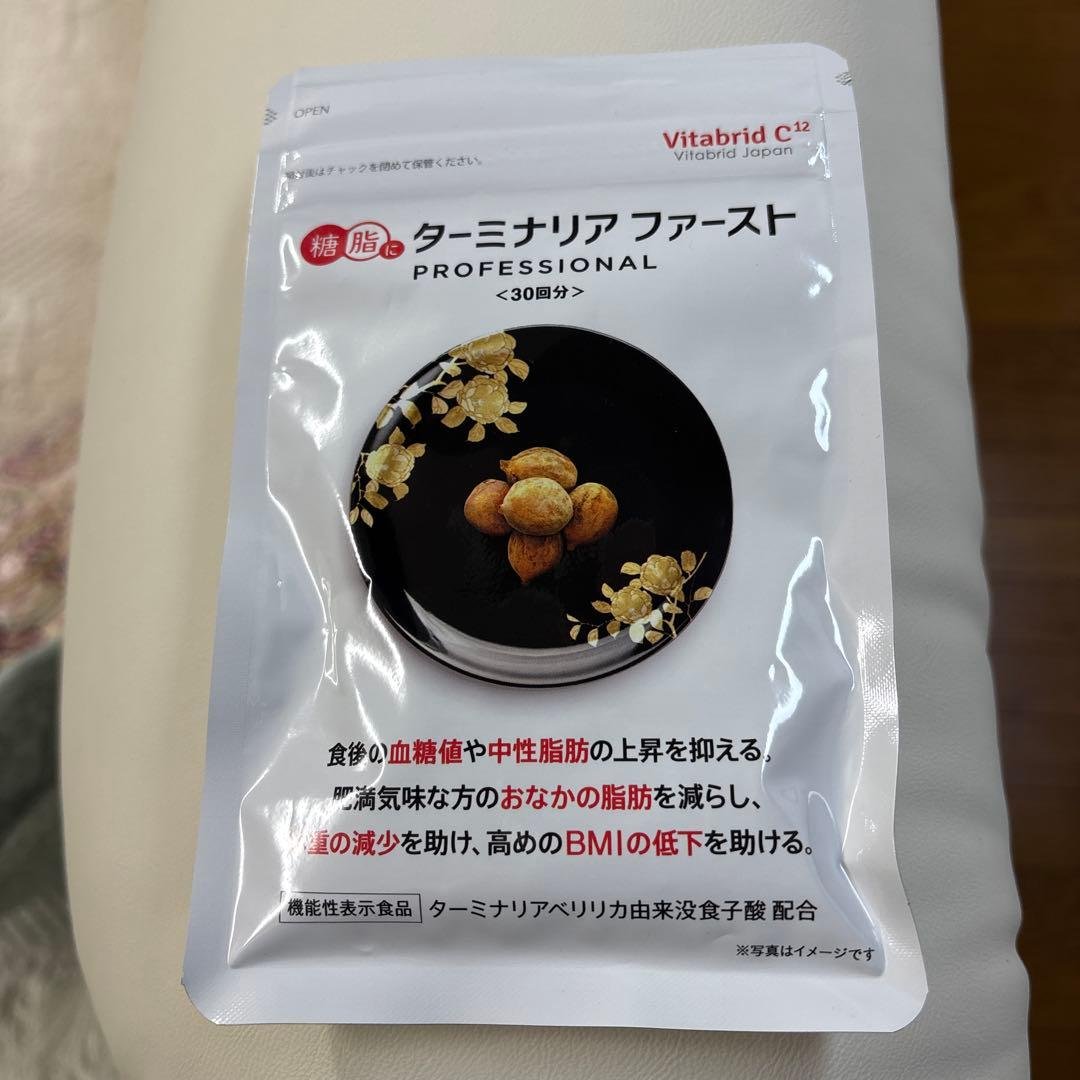 OPEN
Vitabrid C12
Vitabrid Japan
後はチャックを閉めて保管ください。
糖 脂に ターミナリア ファースト
PROFESSIONAL
<30回分>
食後の血糖値や中性脂肪の上昇を抑える。
肥満気味な方のおなかの脂肪を減らし、
重の減少を助け、高めのBMIの低下を助ける。
機能性表示食品 ターミナリアベリリカ由来没食子酸 配合
※写真はイメージです